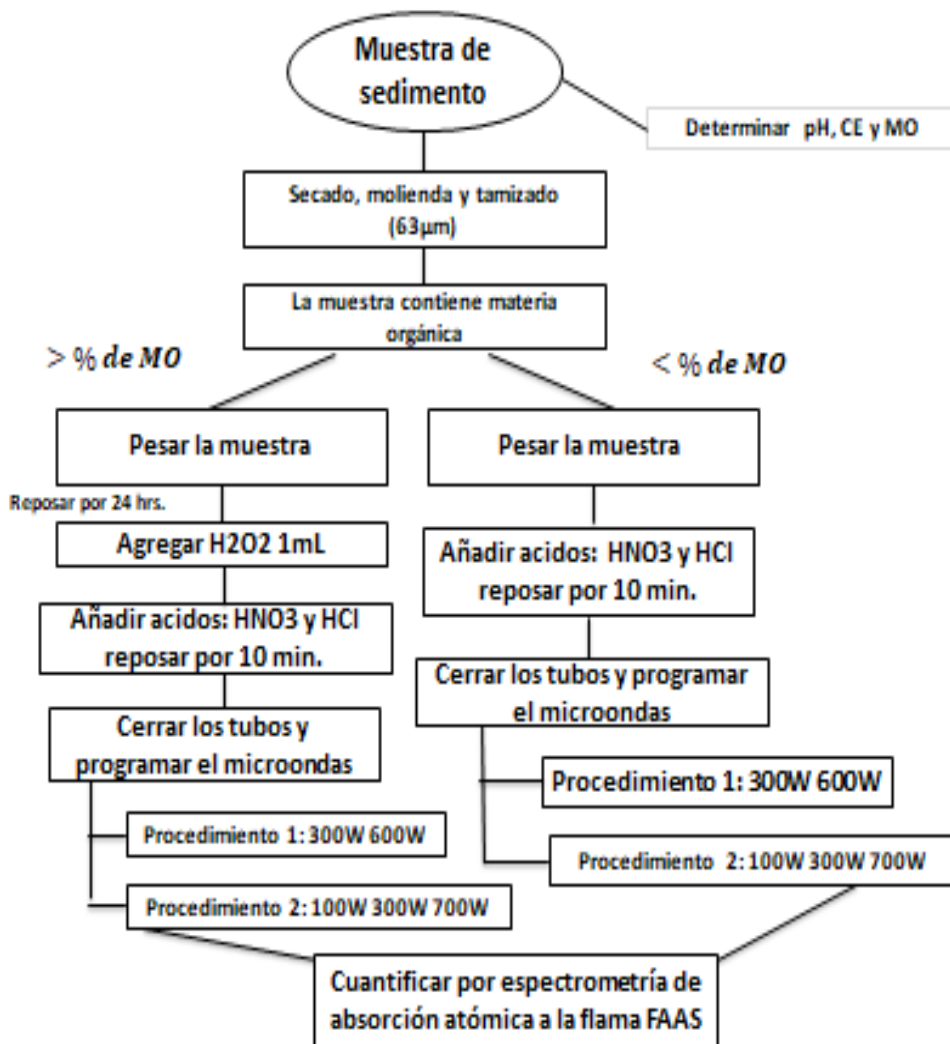 Muestra de
sedimento
Determinar pH, CE y MO
Secado, molienda y tamizado
(63µm)
La muestra contiene materia
orgánica
> % de MO
< % de MO
Pesar la muestra
Pesar la muestra
Reposar por 24 hrs.
Agregar H2O2 1mL
Añadir acidos: HNO3 y HCl
reposar por 10 min.
Añadir acidos: HNO3 y HCl
reposar por 10 min.
Cerrar los tubos y programar
el microondas
Cerrar los tubos y
programar el microondas
Procedimiento 1: 300W 600W
Procedimiento 1: 300W 600W
Procedimiento 2: 100W 300W 700W
Procedimiento 2: 100W 300W 700W
Cuantificar por espectrometría de
absorción atómica a la flama FAAS